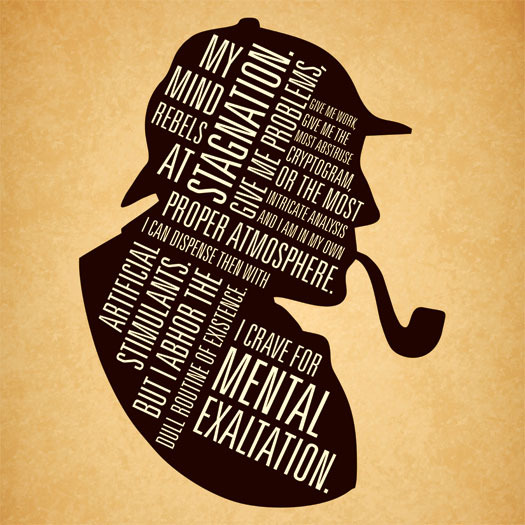 MY
MIND
REBELS
AT
STAGNATION.
GIVE ME PROBLEMS,
GIVE ME WORK,
GIVE ME THE
MOST ABSTRUSE
CRYPTOGRAM,
OR THE MOST
INTRICATE ANALYSIS
AND I AM IN MY OWN
PROPER ATMOSPHERE.
I CAN DISPENSE THEN WITH
ARTIFICIAL
STIMULANTS.
BUT I ABHOR THE
DULL ROUTINE OF EXISTENCE.
I CRAVE FOR
MENTAL
EXALTATION.